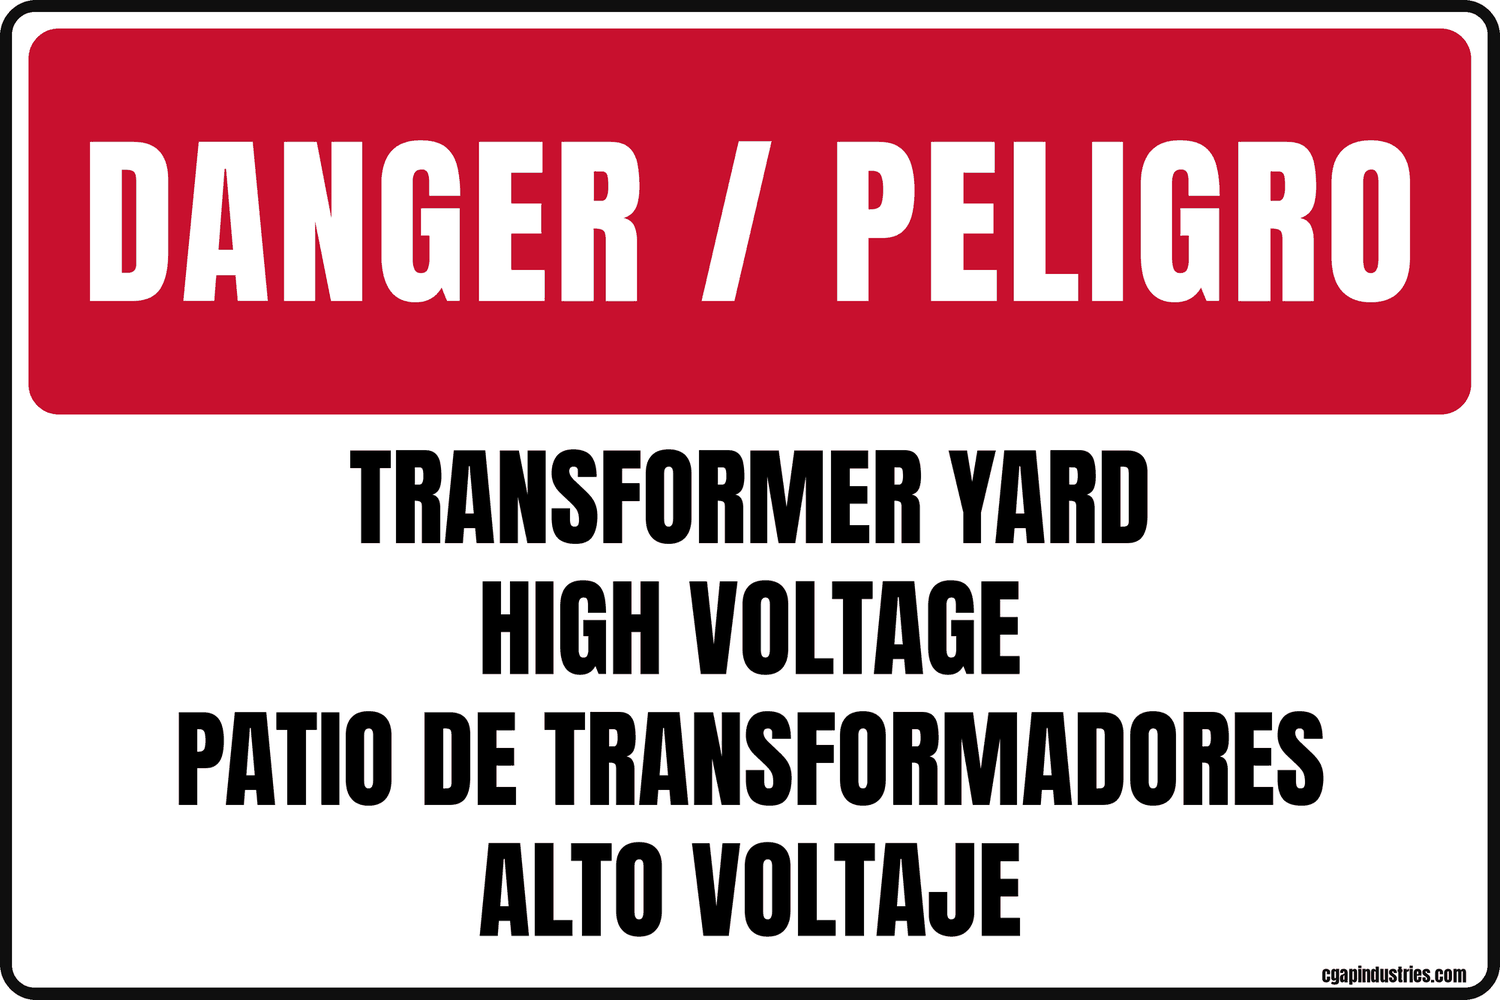 DANGER / PELIGRO
TRANSFORMER YARD
HIGH VOLTAGE
PATIO DE TRANSFORMADORES
ALTO VOLTAJE
cgapindustries.com